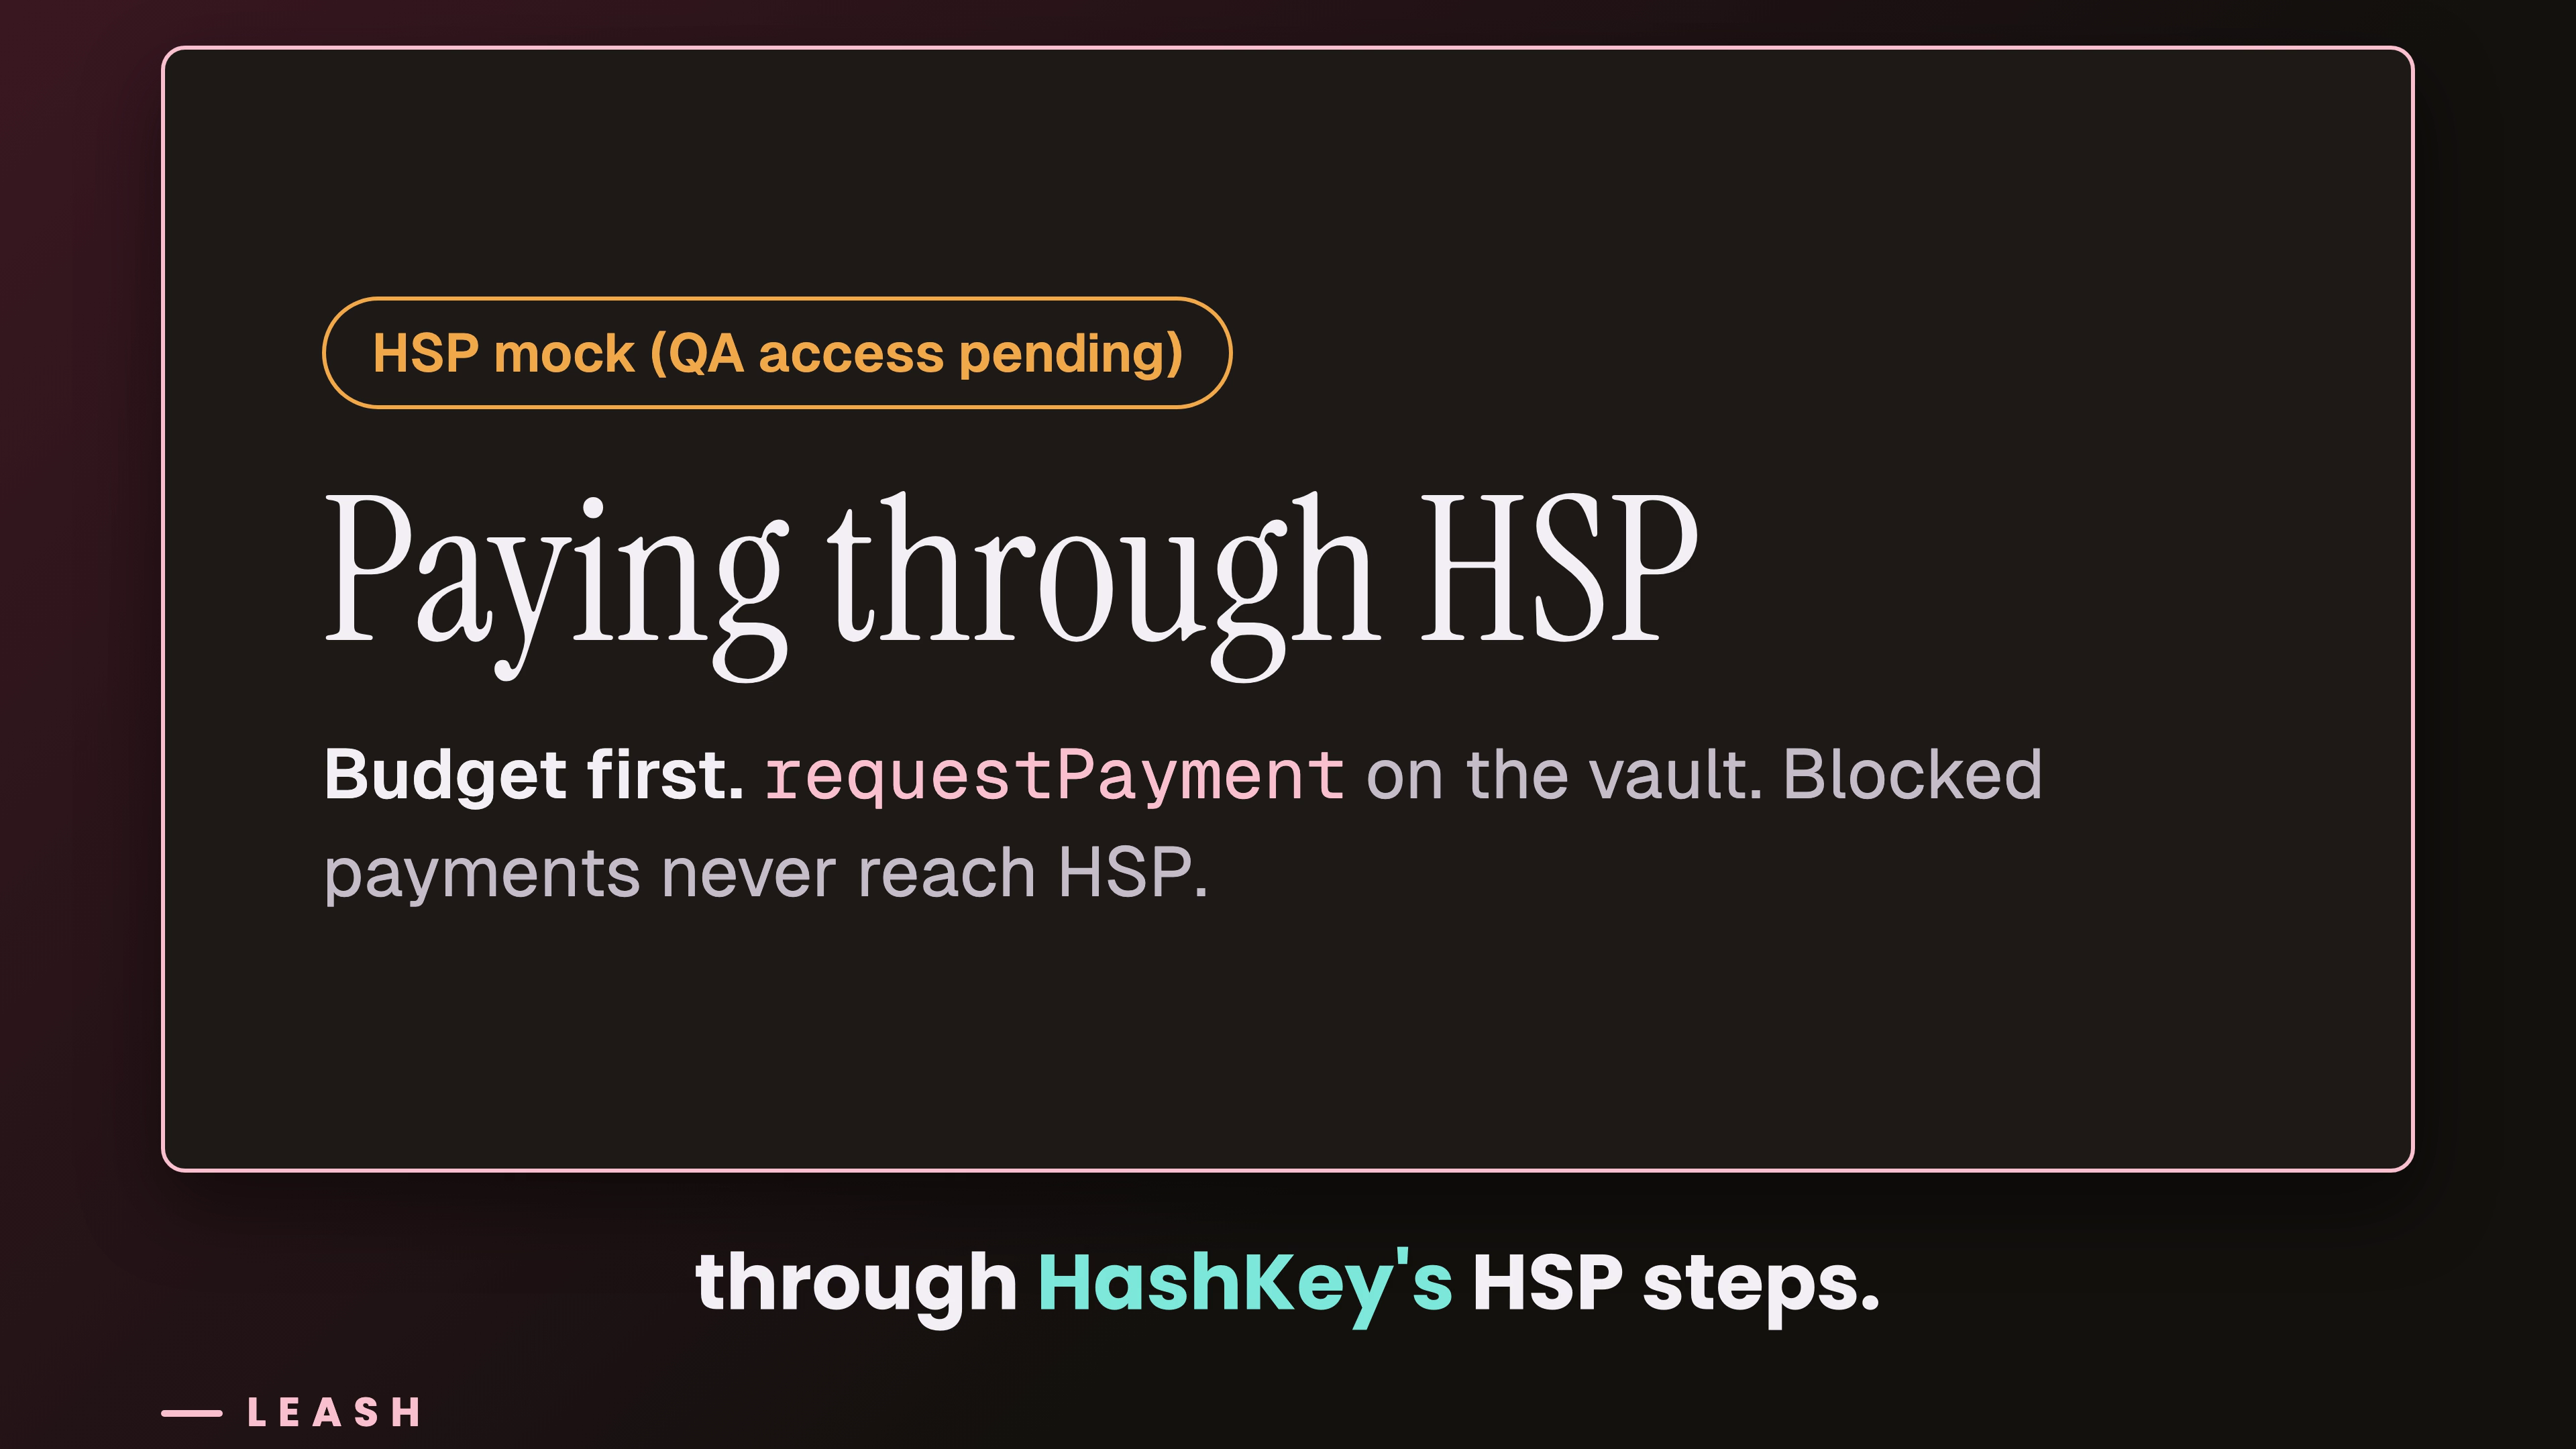 HSP mock (QA access pending)
Paying through HSP
Budget first. requestPayment on the vault. Blocked
payments never reach HSP.
through HashKey's HSP steps.
LEASH